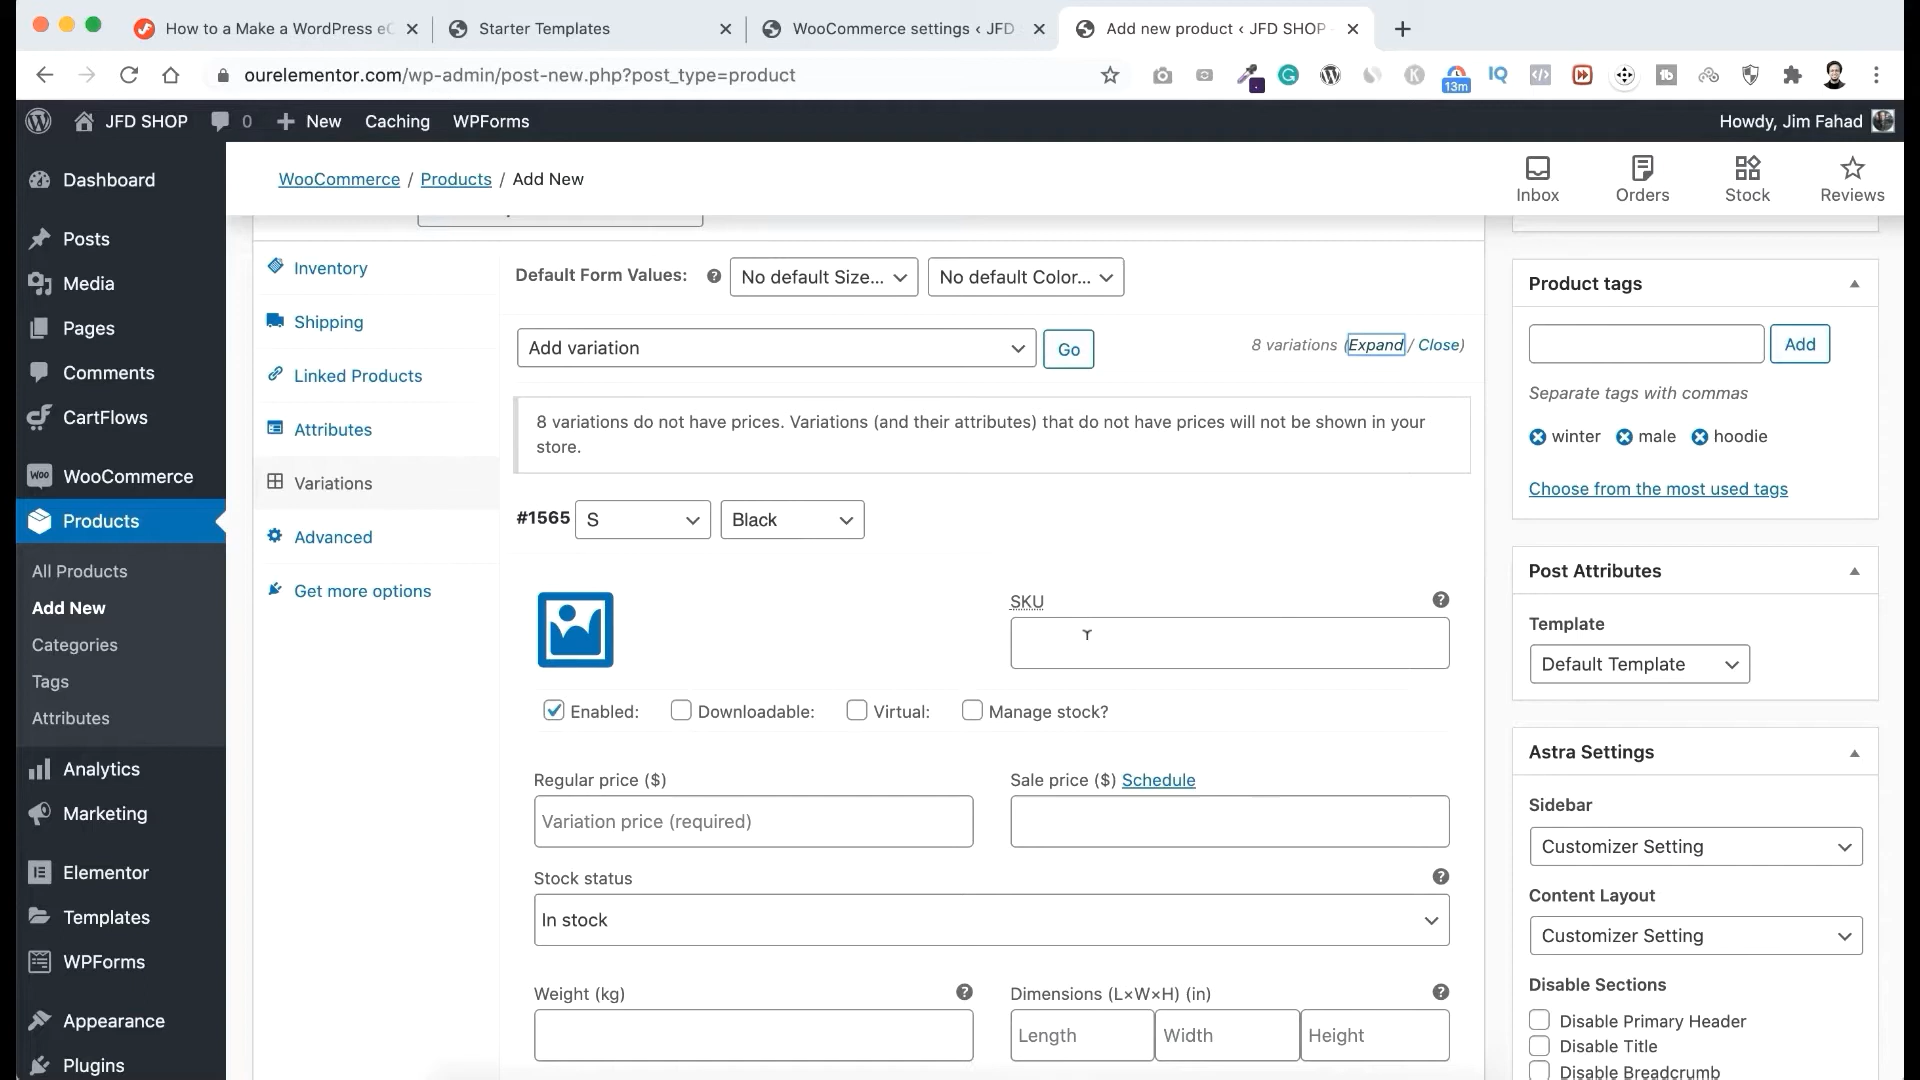 How to a Make a WordPress eC
Starter Templates
WooCommerce settings ‹ JFD
Add new product ‹ JFD SHOP
ourelementor.com/wp-admin/post-new.php?post_type=product
13m
IQ
JFD SHOP
0
New
Caching
WPForms
Howdy, Jim Fahad
WooCommerce / Products / Add New
Inbox
Orders
Stock
Reviews
Dashboard
Posts
Media
Pages
Comments
CartFlows
WooCommerce
Products
All Products
Add New
Categories
Tags
Attributes
Analytics
Marketing
Elementor
Templates
WPForms
Appearance
Plugins
Inventory
Shipping
Linked Products
Attributes
Variations
Advanced
Get more options
Default Form Values:
No default Size...
No default Color...
Add variation
Go
8 variations (Expand / Close)
8 variations do not have prices. Variations (and their attributes) that do not have prices will not be shown in your
store.
#1565
S
Black
SKU
Enabled:
Downloadable:
Virtual:
Manage stock?
Regular price ($)
Sale price ($) Schedule
Variation price (required)
Stock status
In stock
Weight (kg)
Dimensions (L×W×H) (in)
Length
Width
Height
Product tags
Add
Separate tags with commas
winter
male
hoodie
Choose from the most used tags
Post Attributes
Template
Default Template
Astra Settings
Sidebar
Customizer Setting
Content Layout
Customizer Setting
Disable Sections
Disable Primary Header
Disable Title
Disable Breadcrumb